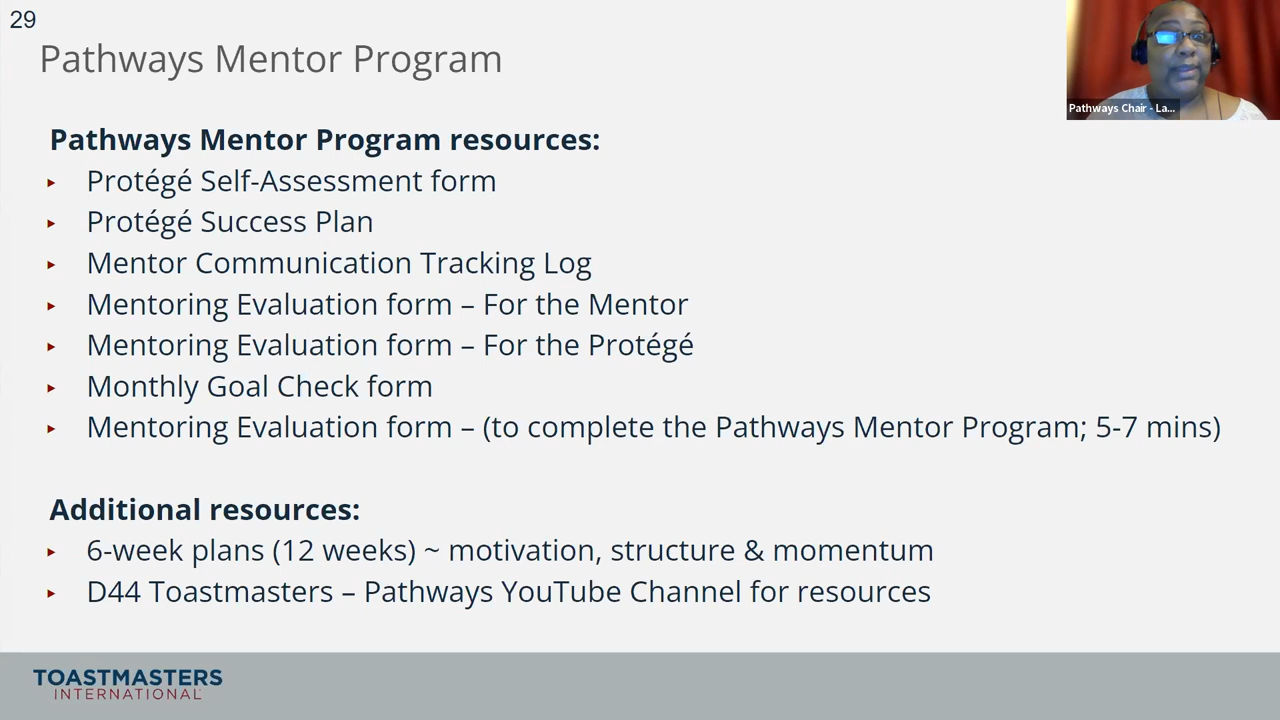 29
Pathways Mentor Program
Pathways Chair - La...
Pathways Mentor Program resources:
Protégé Self-Assessment form
Protégé Success Plan
Mentor Communication Tracking Log
Mentoring Evaluation form – For the Mentor
Mentoring Evaluation form – For the Protégé
Monthly Goal Check form
Mentoring Evaluation form – (to complete the Pathways Mentor Program; 5-7 mins)
Additional resources:
6-week plans (12 weeks) ~ motivation, structure & momentum
D44 Toastmasters – Pathways YouTube Channel for resources
TOASTMASTERS
INTERNATIONAL